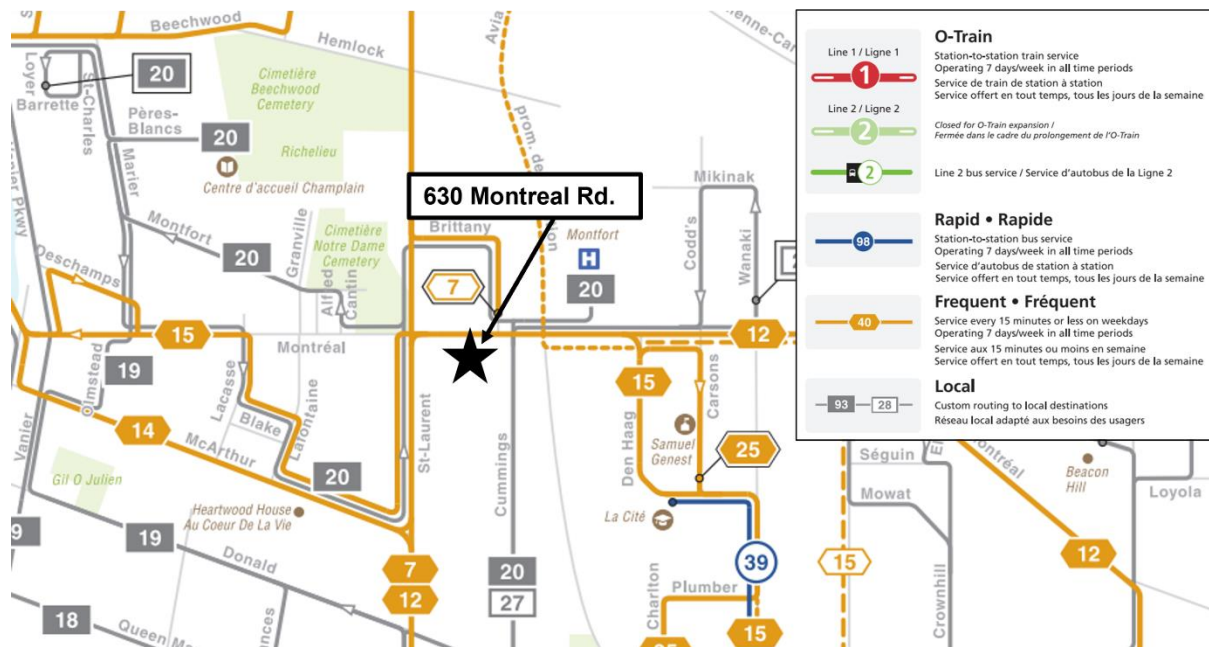 Beechwood
Hemlock
Loyer
20
Barrette
St-Charles
Pères-
Blancs
20
Marier
Cimetière
Beechwood
Cemetery
Richelieu
Centre d'accueil Champlain
630 Montreal Rd.
Mikinak
Montfort
20
Granville
Cimetière
Notre Dame
Cemetery
Brittany
Montfort
H
20
Codd's
Wanaki
Deschamps
Alfred
Cantin
7
15
Montréal
12
19
Olmstead
Lacasse
Blake
Lafontaine
St-Laurent
Cummings
15
Carsons
Den Haag
Samuel
Genest
25
14
McArthur
20
Vanier
Gil O Julien
Heartwood House
Au Coeur De La Vie
La Cité
19
Donald
7
12
20
27
39
Plumber
Charlton
15
18
Séguin
Mowat
Montréal
Beacon
Hill
Loyola
15
12
Crownhill
O-Train
Line 1 / Ligne 1
1
Station-to-station train service
Operating 7 days/week in all time periods
Service de train de station à station
Service offert en tout temps, tous les jours de la semaine
Line 2 / Ligne 2
2
Closed for O-Train expansion /
Fermée dans le cadre du prolongement de l'O-Train
2
Line 2 bus service / Service d'autobus de la Ligne 2
Rapid • Rapide
98
Station-to-station bus service
Operating 7 days/week in all time periods
Service d'autobus de station à station
Service offert en tout temps, tous les jours de la semaine
Frequent • Fréquent
40
Service every 15 minutes or less on weekdays
Operating 7 days/week in all time periods
Service aux 15 minutes ou moins en semaine
Service offert en tout temps, tous les jours de la semaine
Local
93
28
Custom routing to local destinations
Réseau local adapté aux besoins des usagers